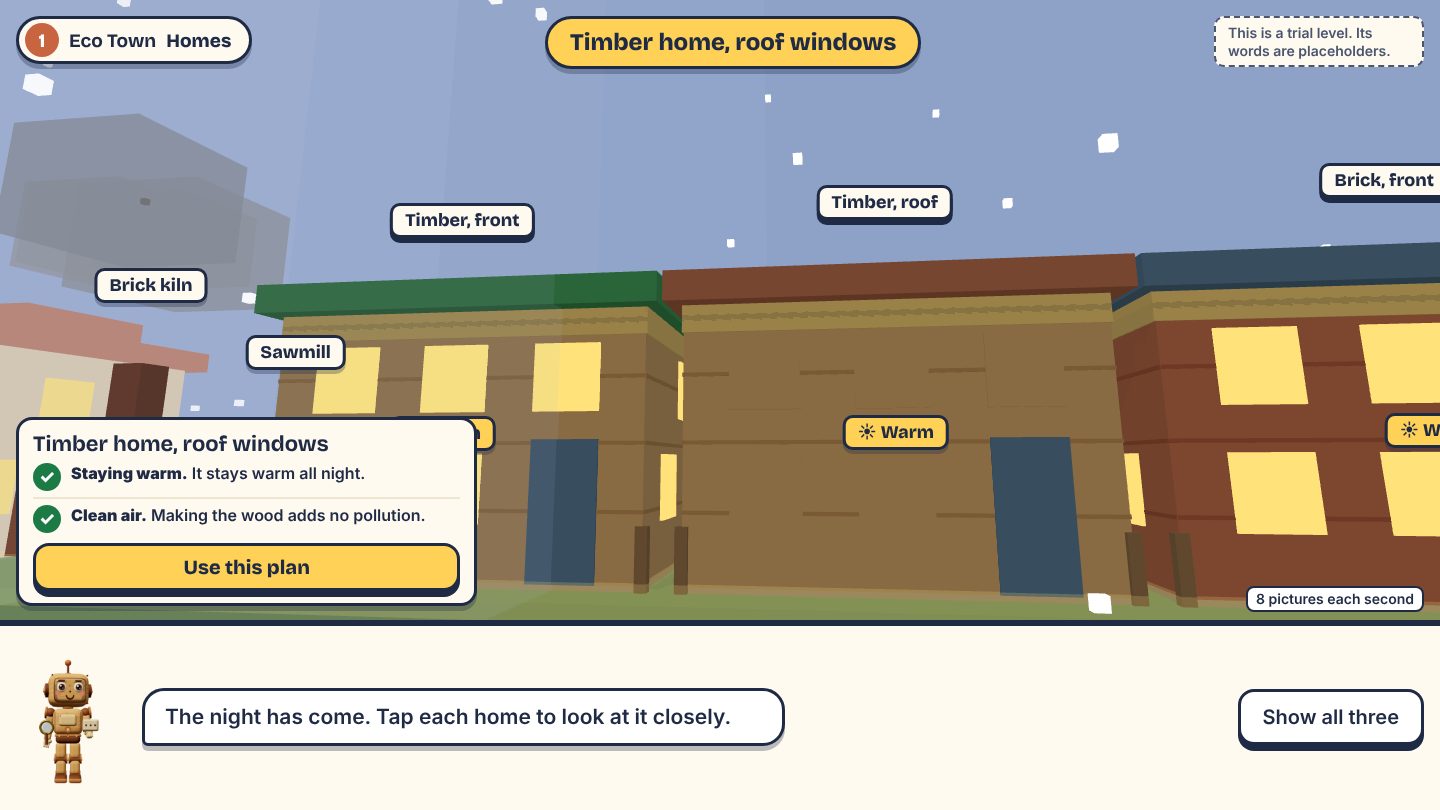 1 Eco Town Homes
Timber home, roof windows
This is a trial level. Its
words are placeholders.
Brick, front
Timber, roof
Timber, front
Brick kiln
Sawmill
Warm
Timber home, roof windows
Staying warm. It stays warm all night.
Clean air. Making the wood adds no pollution.
Use this plan
8 pictures each second
The night has come. Tap each home to look at it closely.
Show all three